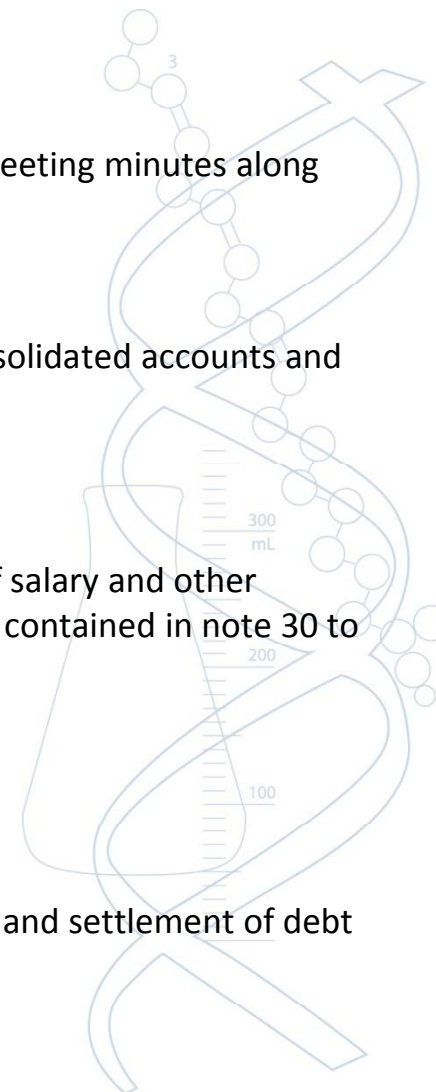 3
eeting minutes along
solidated accounts and
300
mL
f salary and other
contained in note 30 to
200
100
and settlement of debt